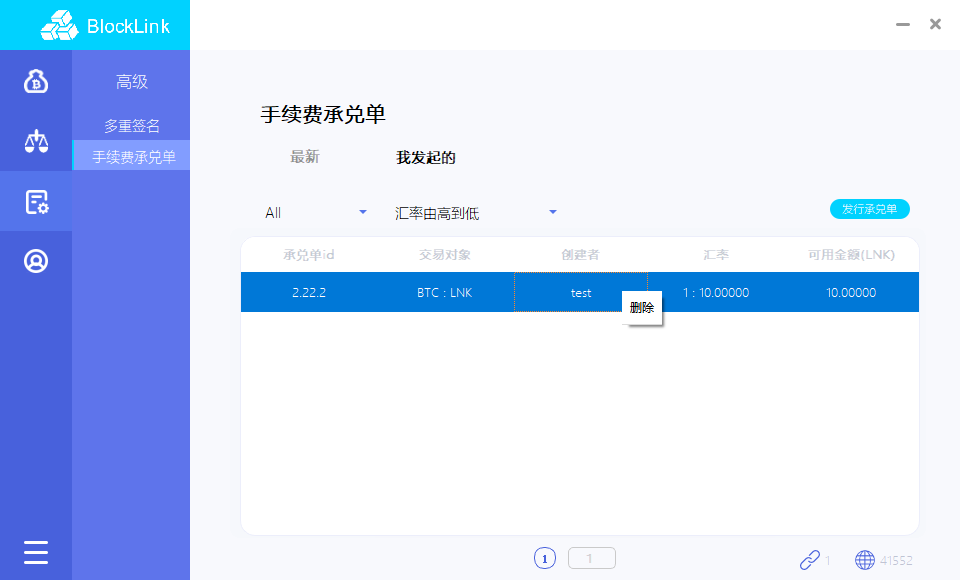 BlockLink
高级
多重签名
手续费承兑单
手续费承兑单
最新 我发起的
All 汇率由高到低 发行承兑单
承兑单id 交易对象 创建者 汇率 可用金额(LNK)
2.22.2 BTC : LNK test 1 : 10.00000 10.00000
删除
1 1 1 41552